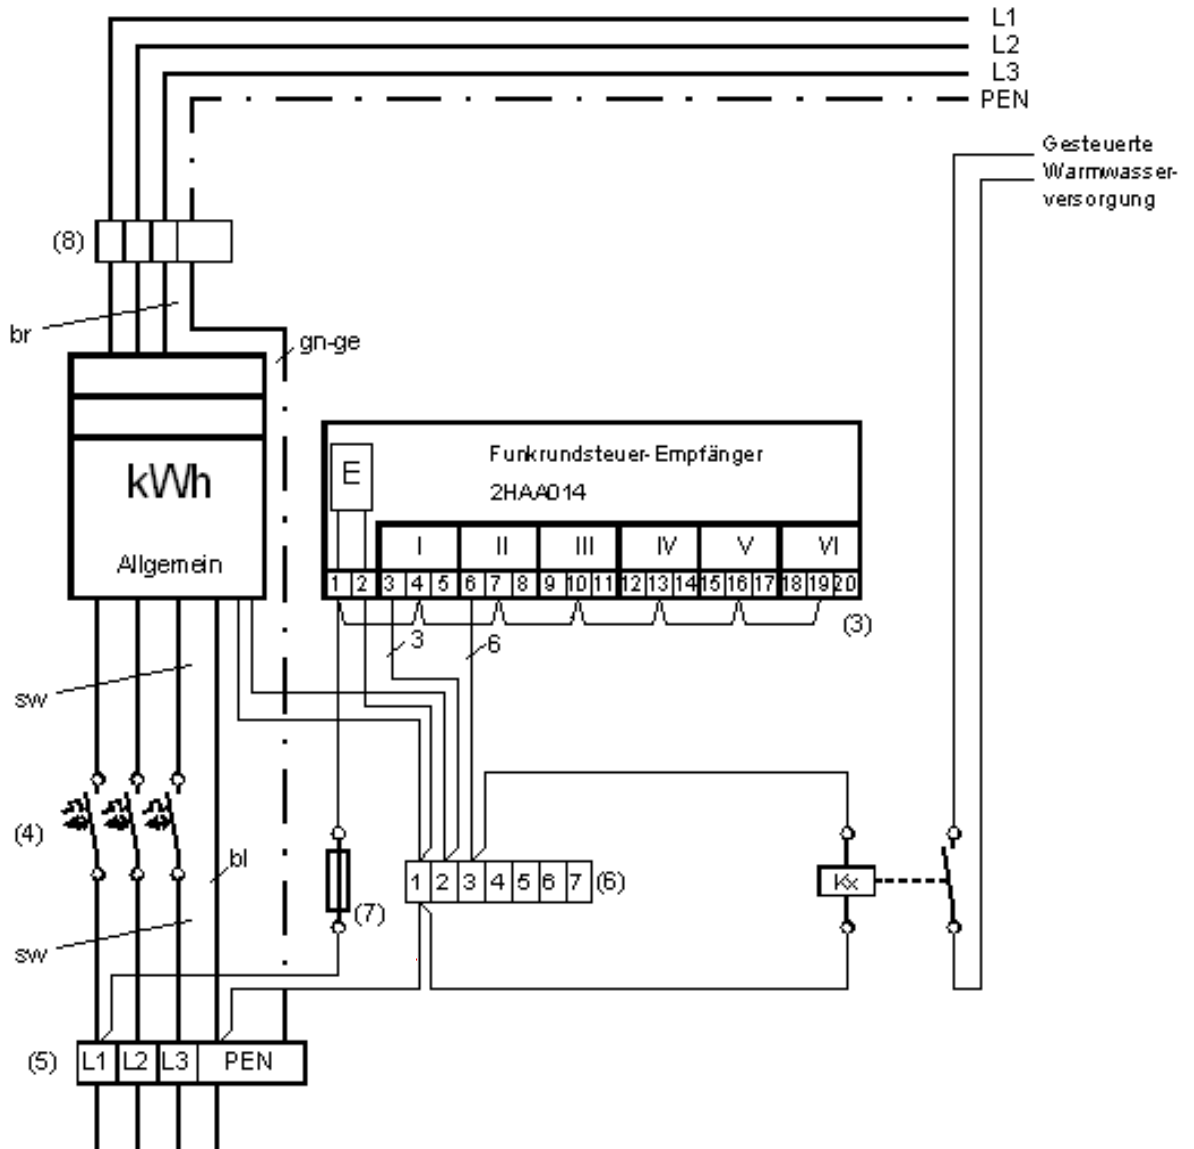 L1
L2
L3
PEN
Gesteuerte
Warmwasser-
versorgung
(8)
br
gn-ge
kWh
Allgemein
E
Funkrundsteuer-Empfänger
2HAA014
I II III IV V VI
1 2 3 4 5 6 7 8 9 10 11 12 13 14 15 16 17 18 19 20
(3)
3
6
sw
(4)
bl
1 2 3 4 5 6 7
(6)
Kx
(7)
sw
(5)
L1 L2 L3 PEN